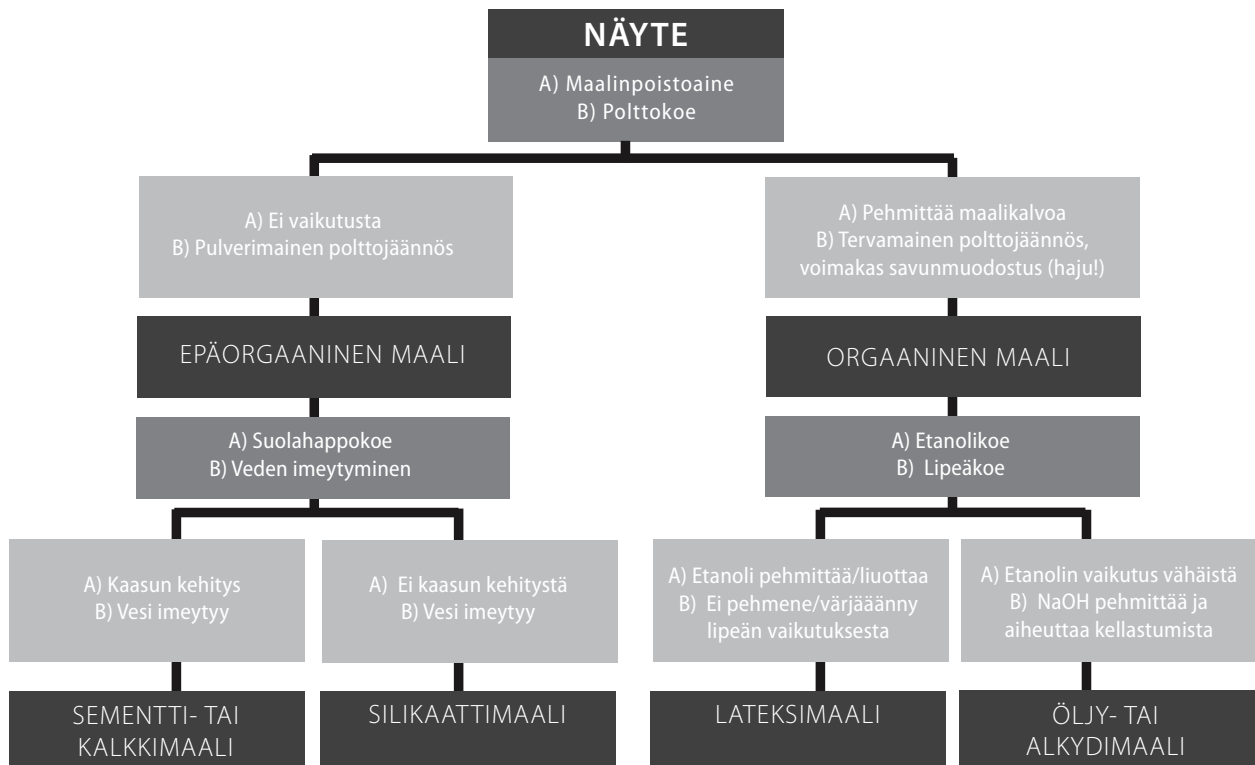 NÄYTE
A) Maalinpoistoaine
B) Polttokoe
A) Ei vaikutusta
B) Pulverimainen polttojäännös
A) Pehmittää maalikalvoa
B) Tervamainen polttojäännös,
voimakas savunmuodostus (haju!)
EPÄORGAANINEN MAALI
ORGAANINEN MAALI
A) Suolahappokoe
B) Veden imeytyminen
A) Etanolikoe
B) Lipeäkoe
A) Kaasun kehitys
B) Vesi imeytyy
A) Ei kaasun kehitystä
B) Vesi imeytyy
A) Etanoli pehmittää/liuottaa
B) Ei pehmene/värjääänny
lipeän vaikutuksesta
A) Etanolin vaikutus vähäistä
B) NaOH pehmittää ja
aiheuttaa kellastumista
SEMENTTI- TAI
KALKKIMAALI
SILIKAATTIMAALI
LATEKSIMAALI
ÖLJY- TAI
ALKYDIMAALI